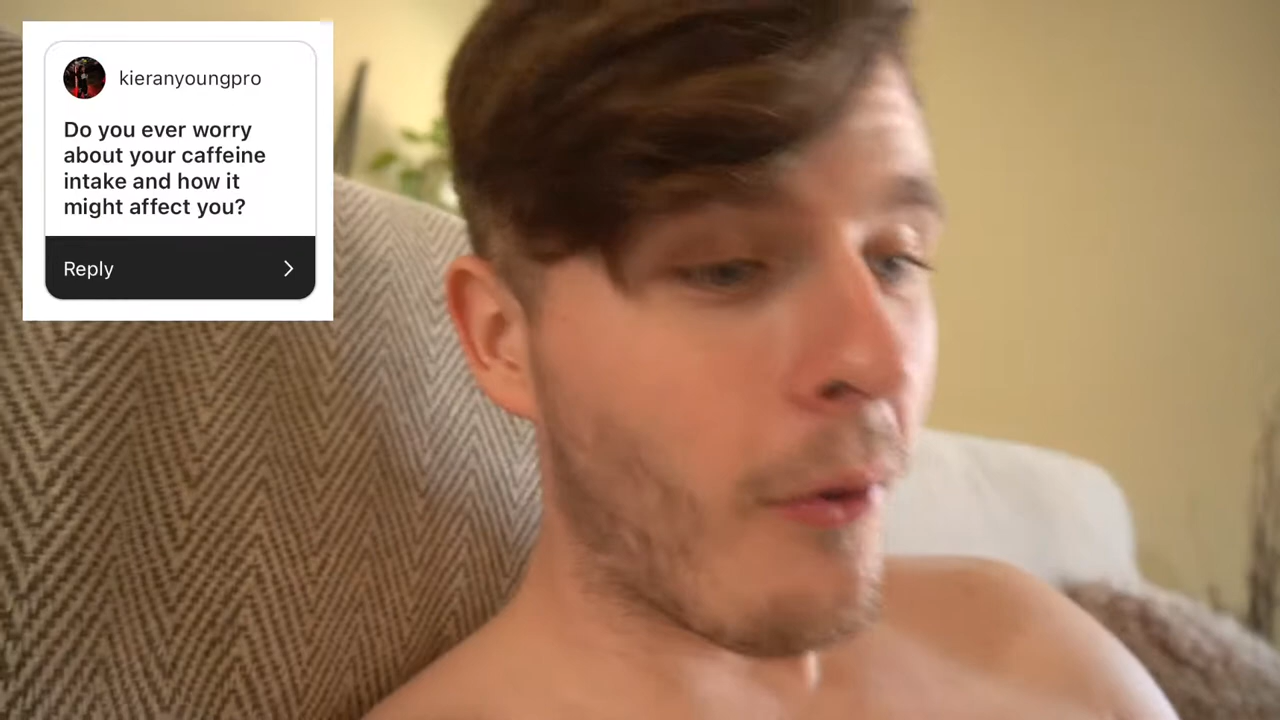 kieranyoungpro
Do you ever worry
about your caffeine
intake and how it
might affect you?
Reply